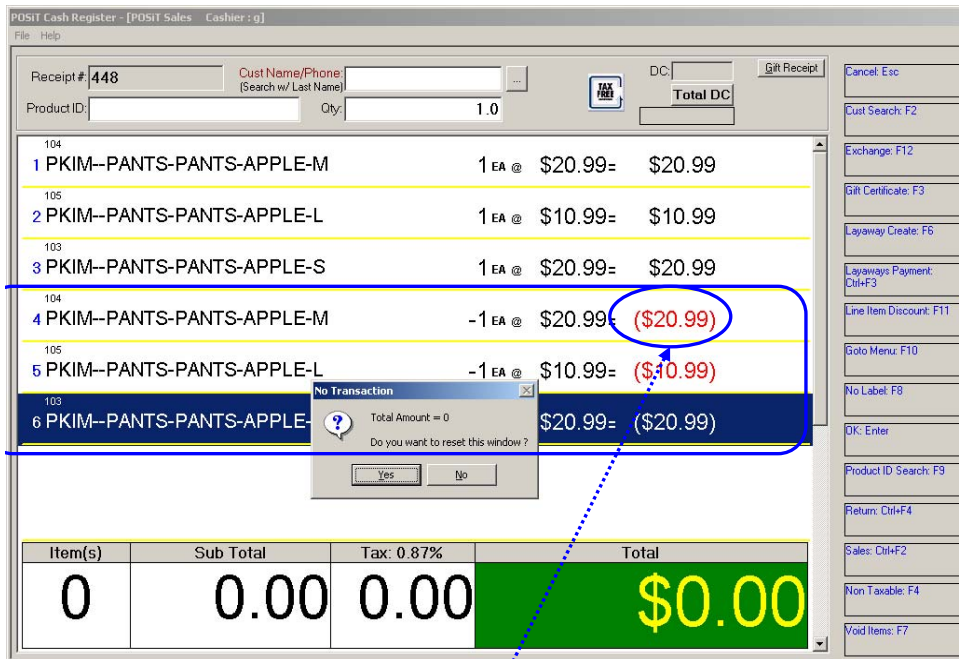 POSiT Cash Register - [POSiT Sales Cashier : g]
File Help
Receipt #: 448 Cust Name/Phone: ... DC: Gift Receipt
(Search w/ Last Name) TAX FREE Total DC
Product ID: Qty: 1.0
104
1 PKIM--PANTS-PANTS-APPLE-M 1 EA @ $20.99= $20.99
105
2 PKIM--PANTS-PANTS-APPLE-L 1 EA @ $10.99= $10.99
103
3 PKIM--PANTS-PANTS-APPLE-S 1 EA @ $20.99= $20.99
104
4 PKIM--PANTS-PANTS-APPLE-M -1 EA @ $20.99= ($20.99)
105
5 PKIM--PANTS-PANTS-APPLE-L -1 EA @ $10.99= ($10.99)
103
6 PKIM--PANTS-PANTS-APPLE- $20.99= ($20.99)
No Transaction
Total Amount = 0
Do you want to reset this window ?
Yes No
Item(s) Sub Total Tax: 0.87% Total
0 0.00 0.00 $0.00
Cancel: Esc
Cust Search: F2
Exchange: F12
Gift Certificate: F3
Layaway Create: F6
Layaways Payment:
Ctrl+F3
Line Item Discount: F11
Goto Menu: F10
No Label: F8
OK: Enter
Product ID Search: F9
Return: Ctrl+F4
Sales: Ctrl+F2
Non Taxable: F4
Void Items: F7